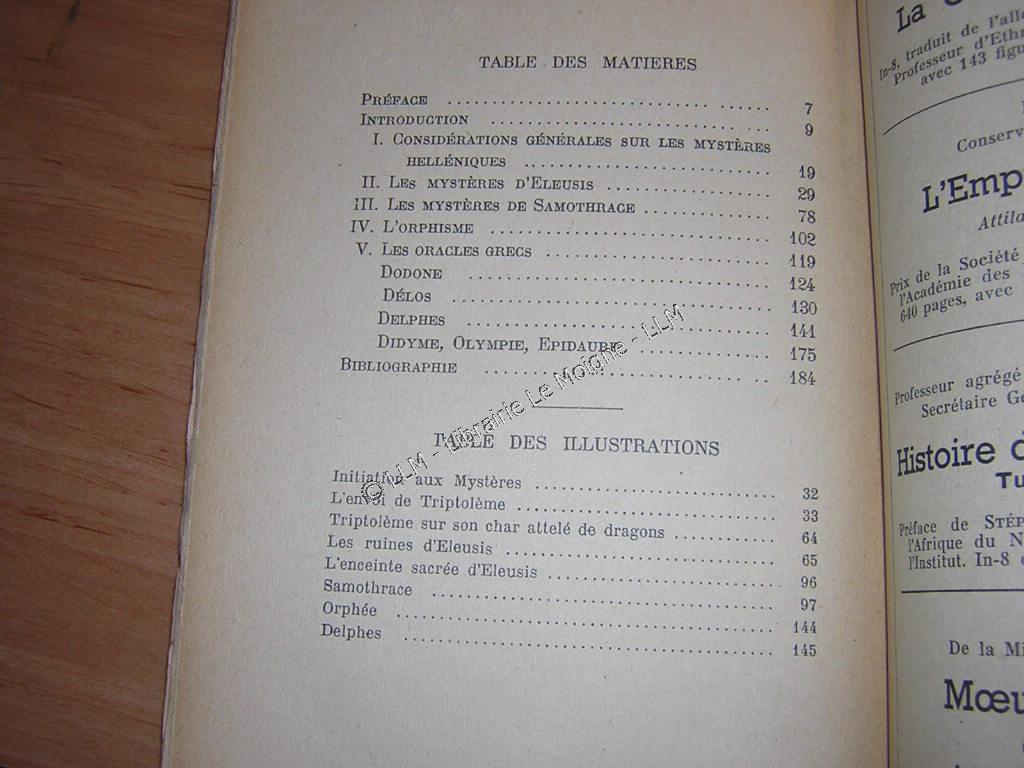 TABLE DES MATIERES
PRÉFACE 7
INTRODUCTION 9
I. CONSIDÉRATIONS GÉNÉRALES SUR LES MYSTÈRES
HELLÉNIQUES 19
II. LES MYSTÈRES D'ELEUSIS 29
III. LES MYSTÈRES DE SAMOTHRACE 78
IV. L'ORPHISME 102
V. LES ORACLES GRECS 119
DODONE 124
DÉLOS 130
DELPHES 141
DIDYME, OLYMPIE, EPIDAURE 175
BIBLIOGRAPHIE 184
© LLM - Librairie Le Moigne - LLM
TABLE DES ILLUSTRATIONS
Initiation aux Mystères 32
L'envoi de Triptolème 33
Triptolème sur son char attelé de dragons 64
Les ruines d'Eleusis 65
L'enceinte sacrée d'Eleusis 96
Samothrace 97
Orphée 144
Delphes 145
La
In-8, traduit de l'alle
Professeur d'Ethn
avec 143 figu
Conserv
L'Emp
Attila
Prix de la Société
l'Académie des
640 pages, avec
Professeur agrégé
Secrétaire Gé
Histoire d
Tu
Préface de STÉP
l'Afrique du N
l'Institut. In-8
De la Mi
Mœu